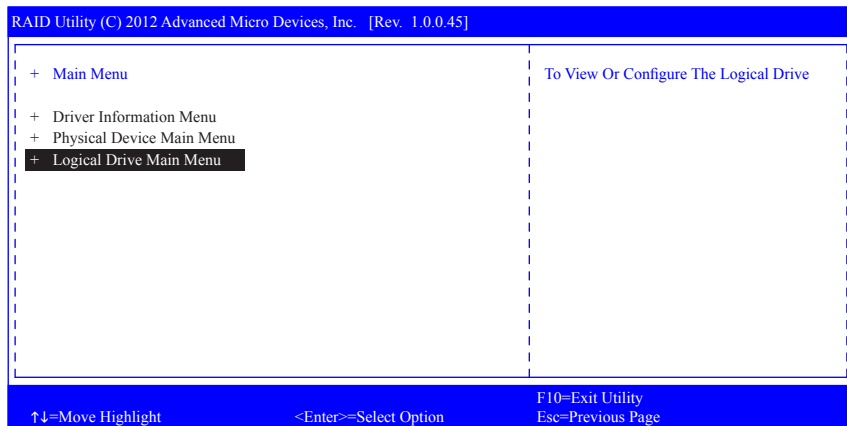 RAID Utility (C) 2012 Advanced Micro Devices, Inc. [Rev. 1.0.0.45]
+ Main Menu
To View Or Configure The Logical Drive
+ Driver Information Menu
+ Physical Device Main Menu
+ Logical Drive Main Menu
F10=Exit Utility
↑↓=Move Highlight <Enter>=Select Option Esc=Previous Page